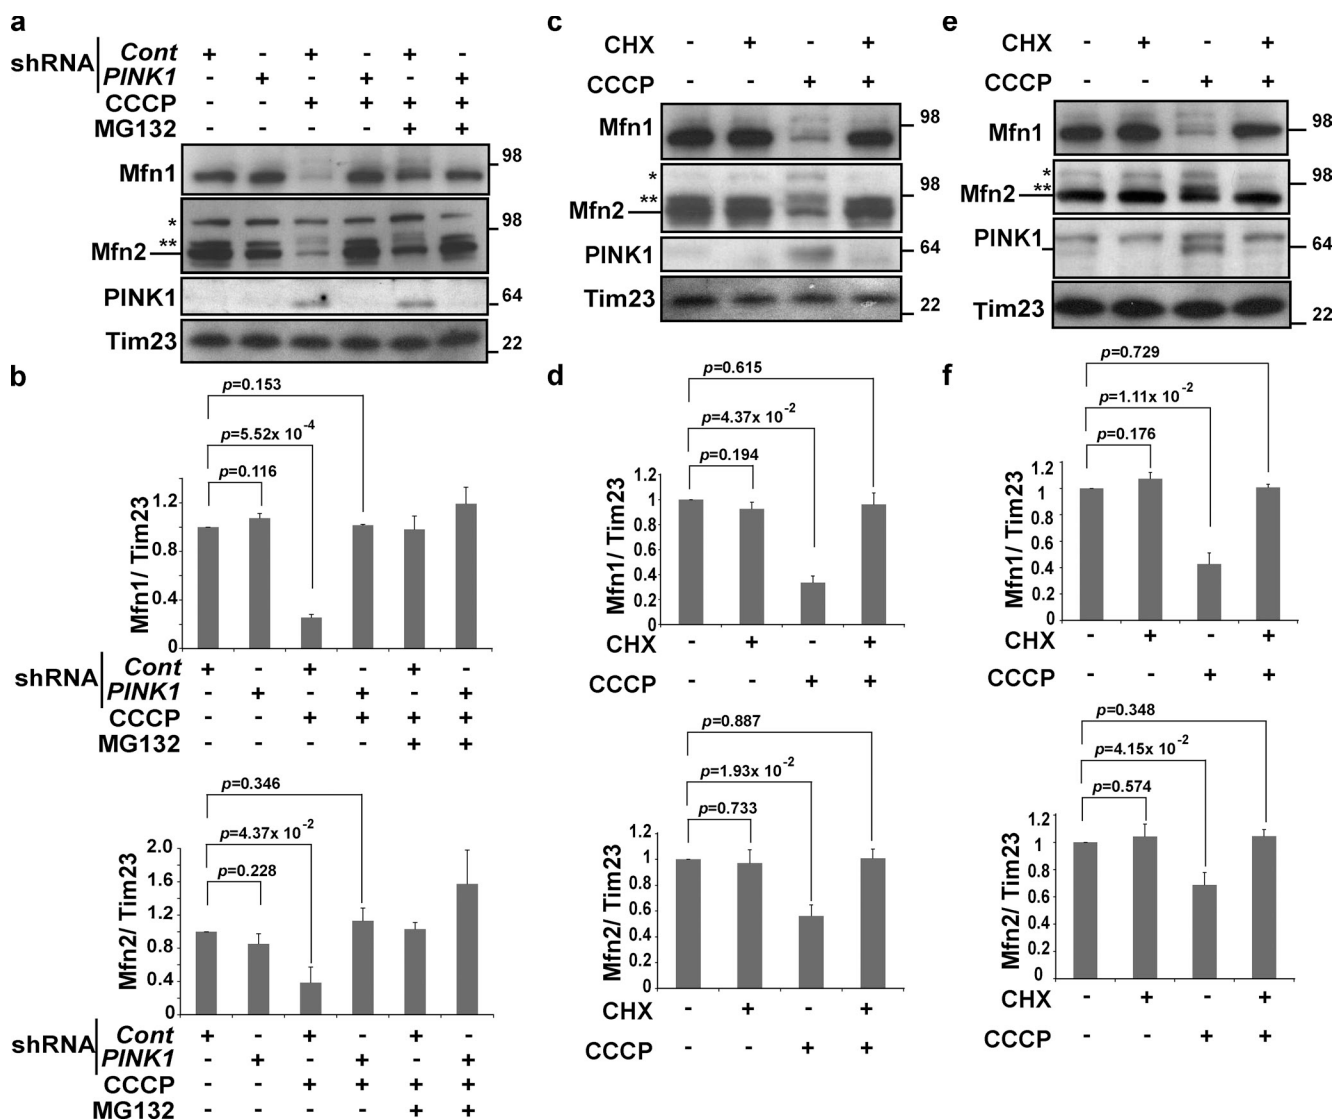 a
shRNA
Cont + - + - + -
PINK1 - + - + - +
CCCP - - + + + +
MG132 - - - - + +
Mfn1 98
* 98
**
Mfn2
PINK1 64
Tim23 22
b
p=0.153
p=5.52x 10-4
p=0.116
Mfn1/ Tim23
1.2
0.8
0.4
0
shRNA
Cont + - + - + -
PINK1 - + - + - +
CCCP - - + + + +
MG132 - - - - + +
p=0.346
p=4.37x 10-2
p=0.228
Mfn2/ Tim23
2.0
1.6
1.2
0.8
0.4
0
shRNA
Cont + - + - + -
PINK1 - + - + - +
CCCP - - + + + +
MG132 - - - - + +
c
CHX - + - +
CCCP - - + +
Mfn1 98
*
98
**
Mfn2
PINK1 64
Tim23 22
d
p=0.615
p=4.37x 10-2
p=0.194
Mfn1/ Tim23
1.2
1
0.8
0.6
0.4
0.2
0
CHX - + - +
CCCP - - + +
p=0.887
p=1.93x 10-2
p=0.733
Mfn2/ Tim23
1.2
1
0.8
0.6
0.4
0.2
0
CHX - + - +
CCCP - - + +
e
CHX - + - +
CCCP - - + +
Mfn1 98
* 98
**
Mfn2
PINK1 64
Tim23 22
f
p=0.729
p=1.11x 10-2
p=0.176
Mfn1/ Tim23
1.2
1
0.8
0.6
0.4
0.2
0
CHX - + - +
CCCP - - + +
p=0.348
p=4.15x 10-2
p=0.574
Mfn2/ Tim23
1.2
1
0.8
0.6
0.4
0.2
0
CHX - + - +
CCCP - - + +